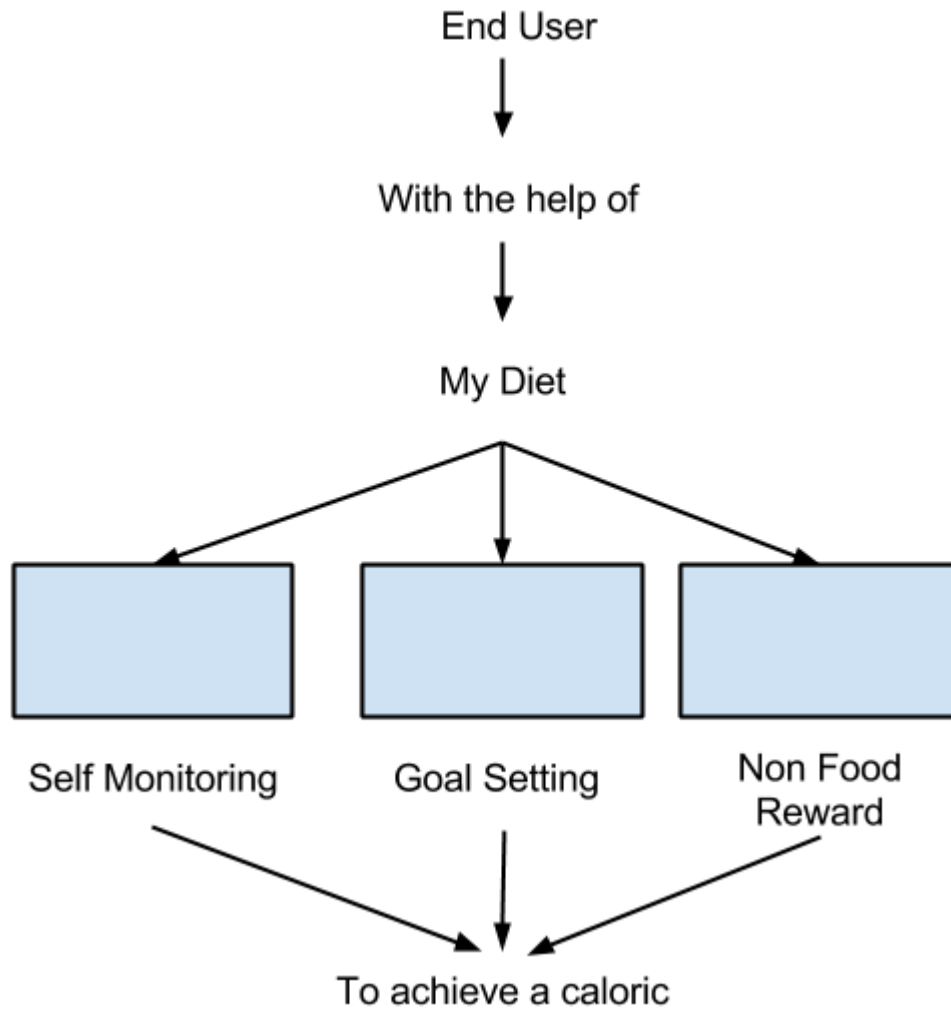 End User
With the help of
My Diet
Self Monitoring
Goal Setting
Non Food
Reward
To achieve a caloric